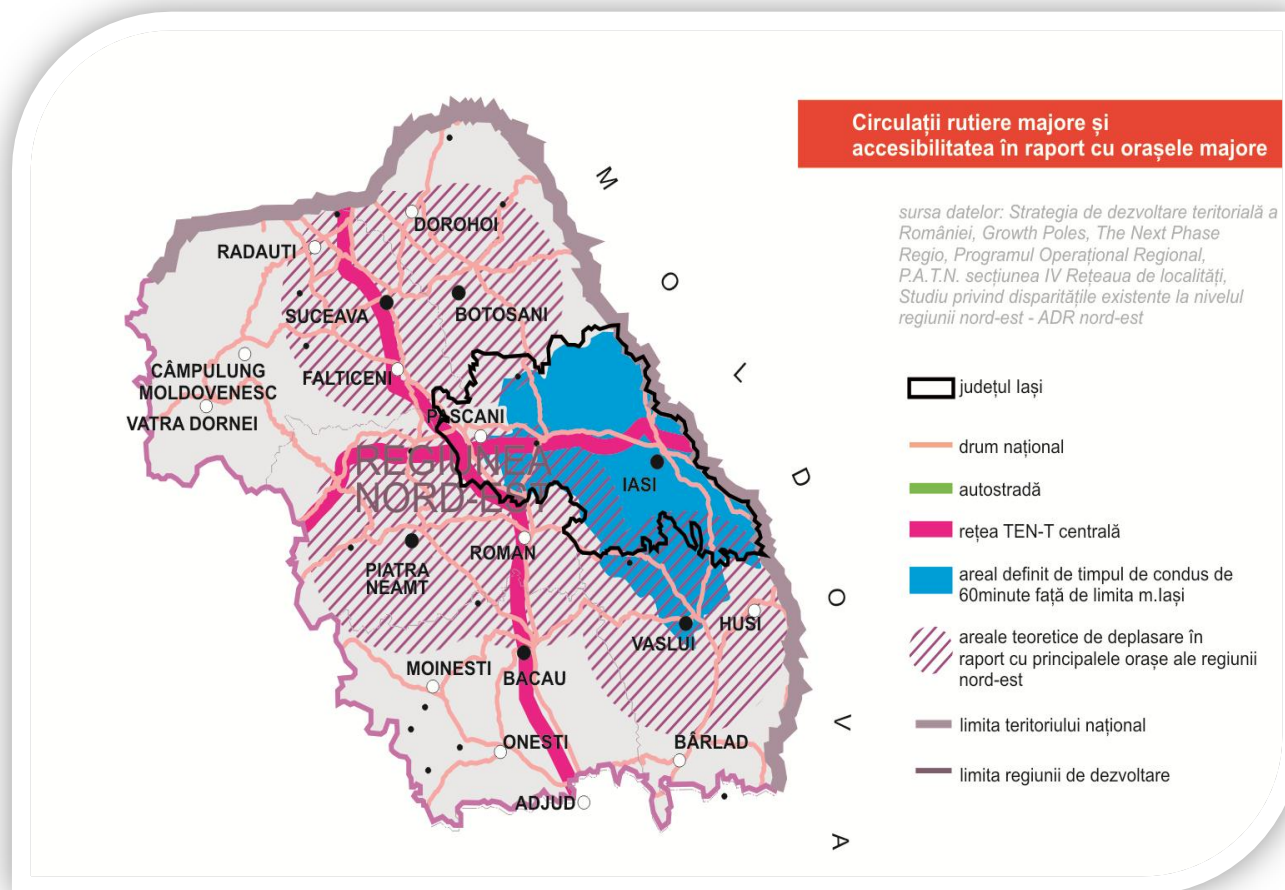 Circulații rutiere majore și
accesibilitatea în raport cu orașele majore
sursa datelor: Strategia de dezvoltare teritorială a
României, Growth Poles, The Next Phase
Regio, Programul Operațional Regional,
P.A.T.N. secțiunea IV Rețeaua de localități,
Studiu privind disparitățile existente la nivelul
regiunii nord-est - ADR nord-est
județul Iași
drum național
autostradă
rețea TEN-T centrală
areal definit de timpul de condus de
60minute față de limita m.Iași
areale teoretice de deplasare în
raport cu principalele orașe ale regiunii
nord-est
limita teritoriului național
limita regiunii de dezvoltare
MOLDOVA
DOROHOI
RADAUTI
SUCEAVA
BOTOSANI
CÂMPULUNG
MOLDOVENESC
FALTICENI
VATRA DORNEI
PASCANI
REGIUNEA
NORD-EST
IASI
ROMAN
PIATRA
NEAMT
HUSI
VASLUI
MOINESTI
BACAU
ONESTI
BÂRLAD
ADJUD